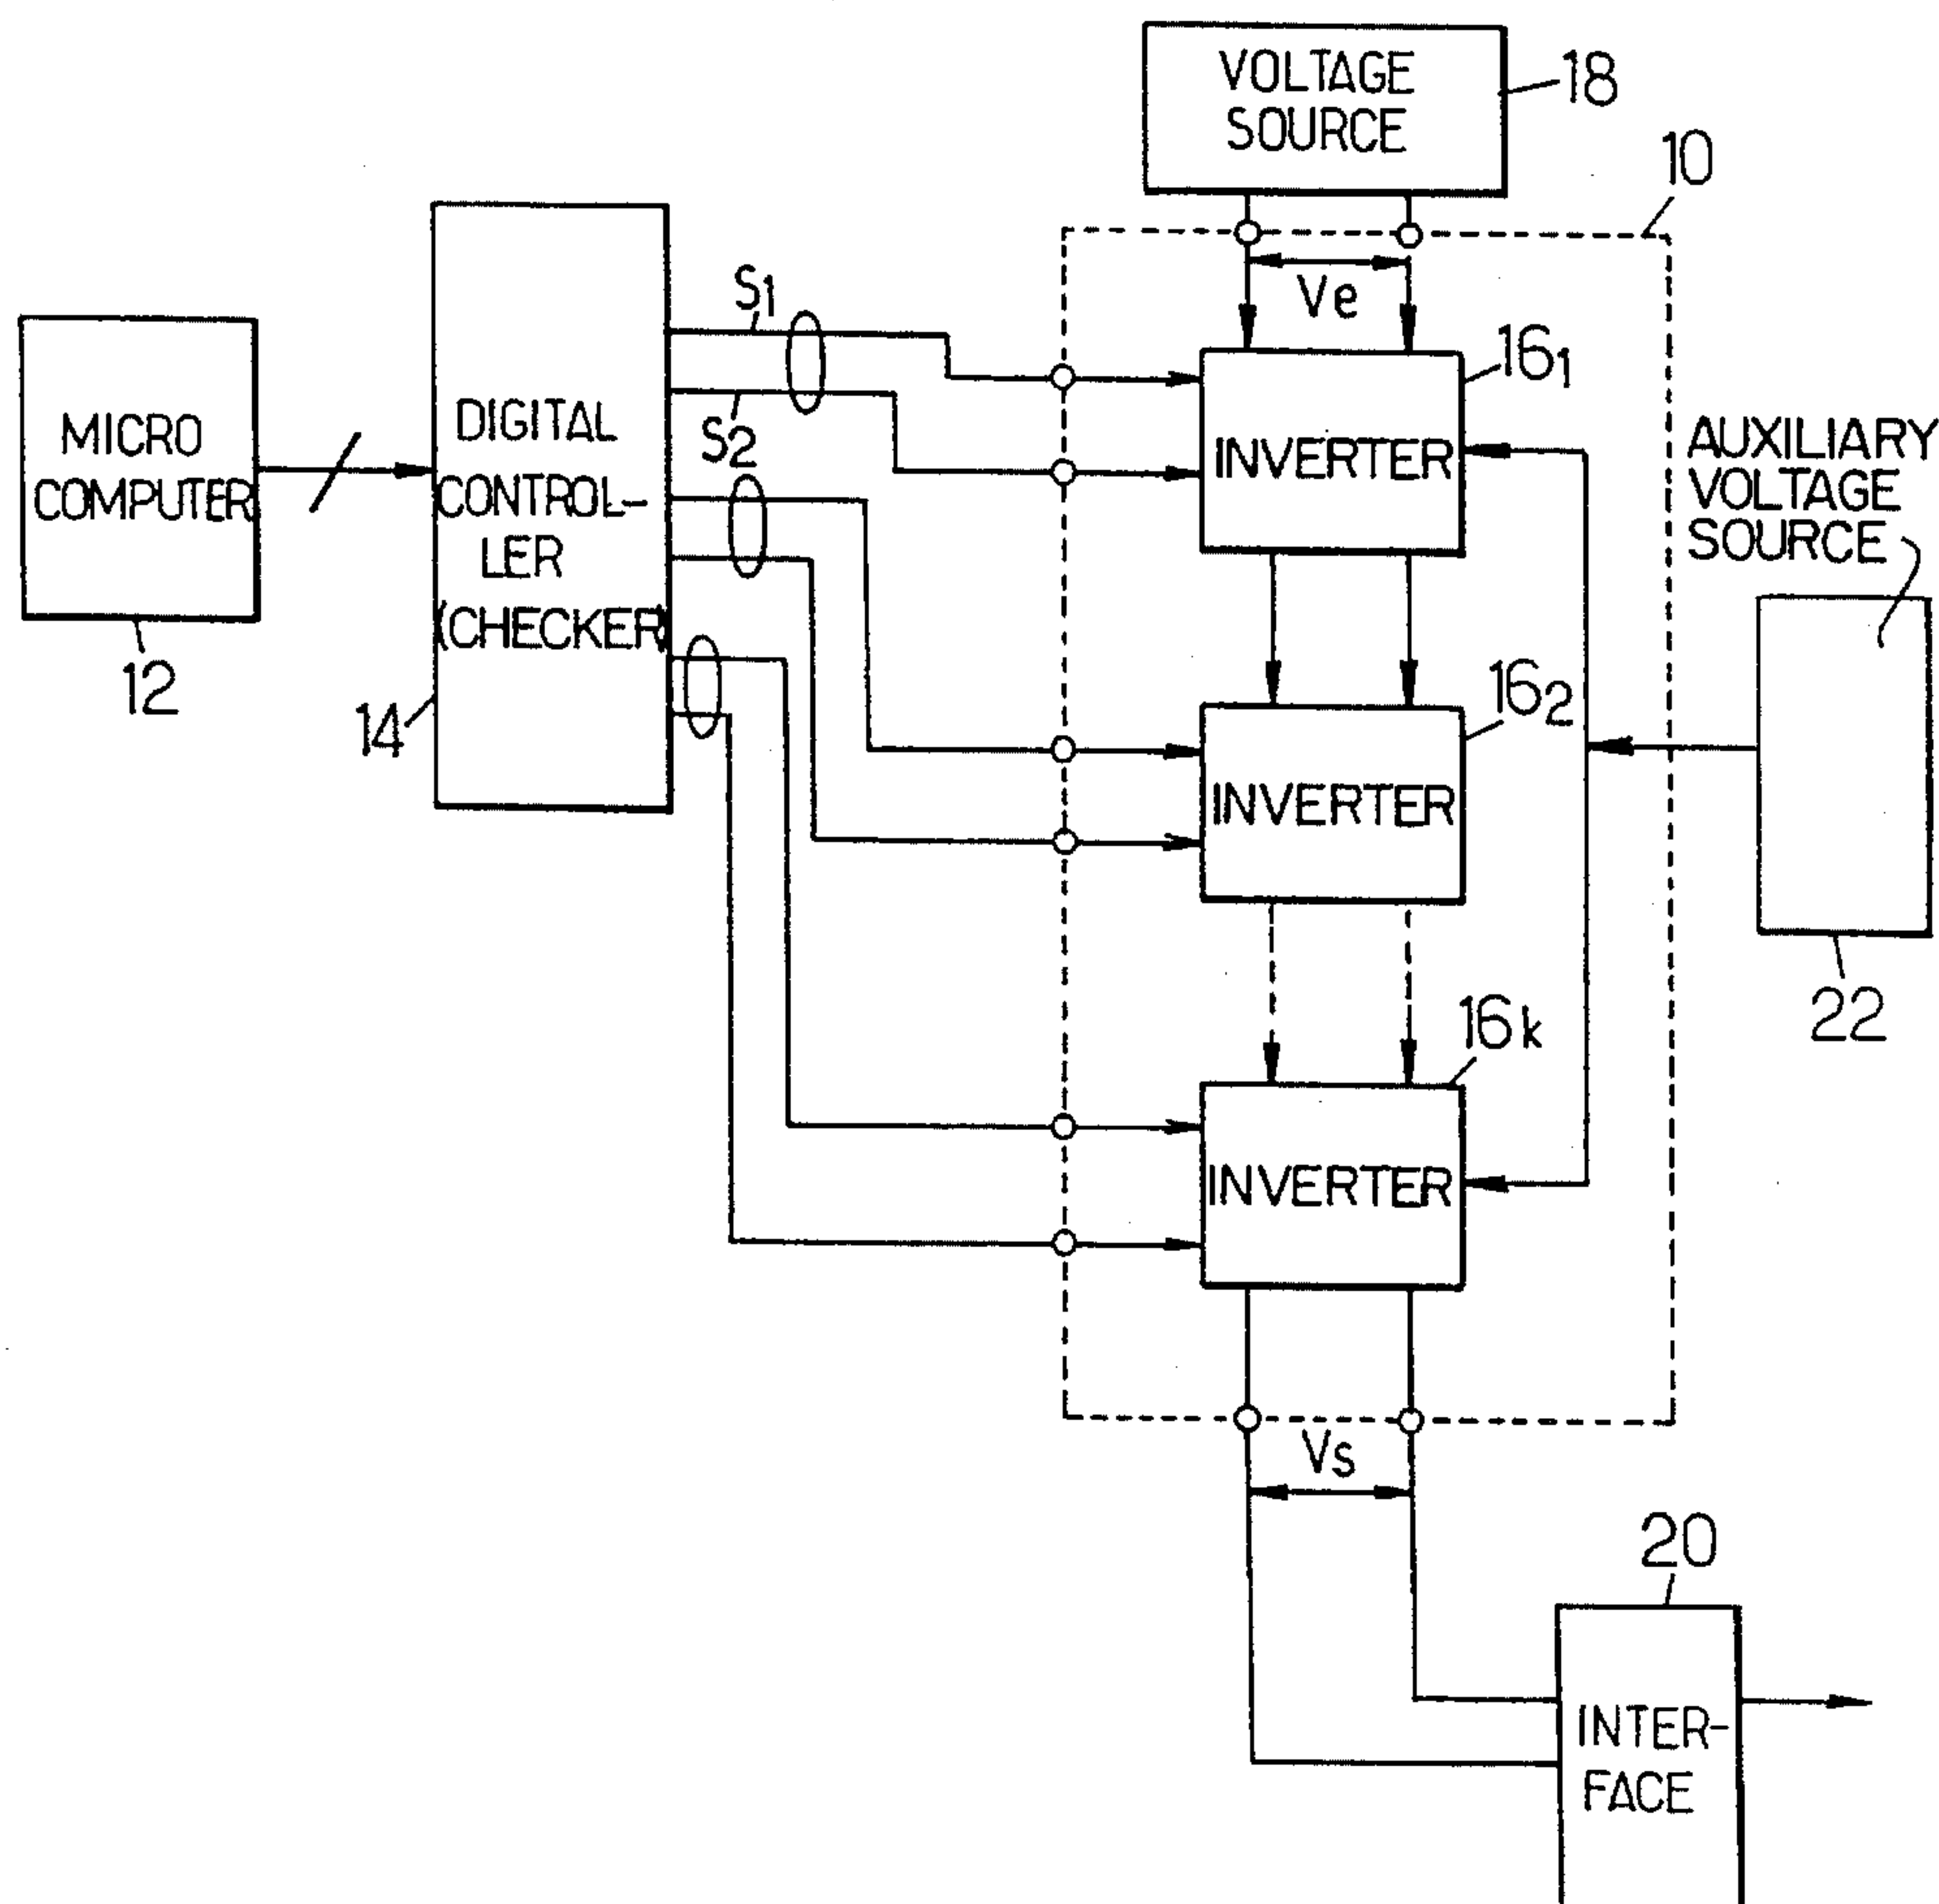 VOLTAGE
SOURCE
18
10
S1
S2
Ve
MICRO
COMPUTER
12
DIGITAL
CONTROL-
LER
(CHECKER)
14
INVERTER
161
AUXILIARY
VOLTAGE
SOURCE
22
INVERTER
162
INVERTER
16k
Vs
20
INTER-
FACE